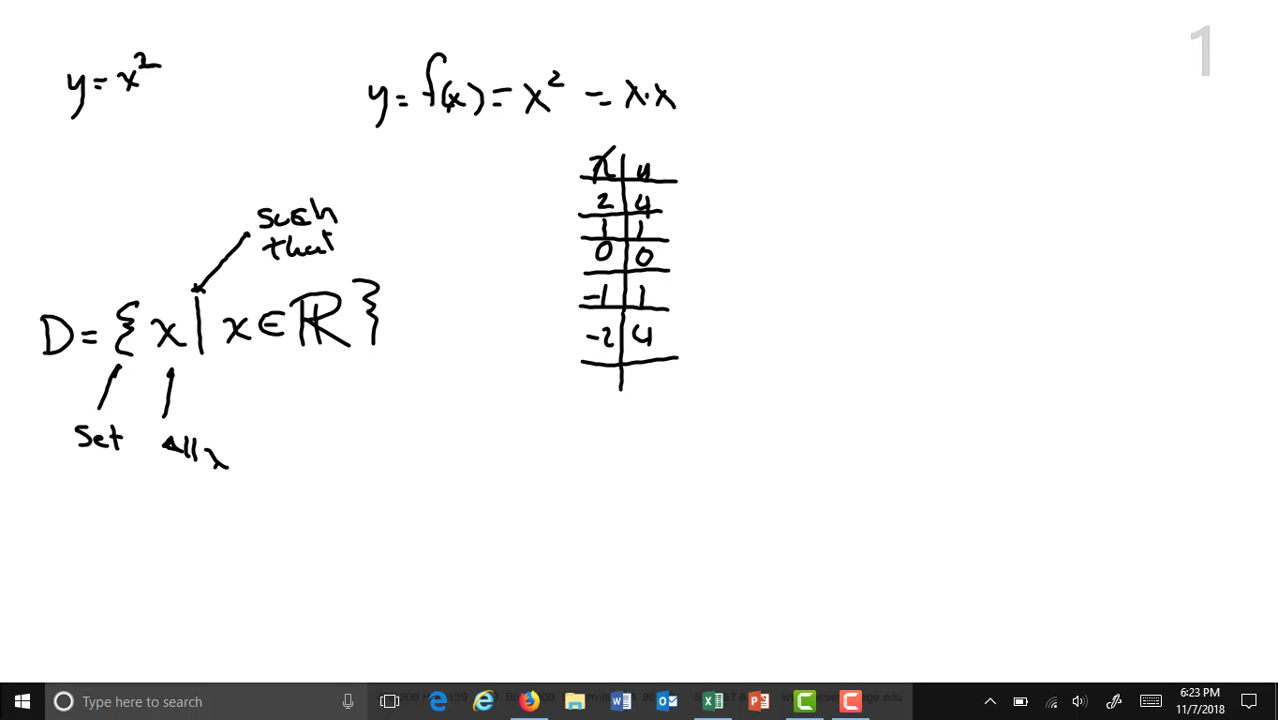 1
y = x²
y = f(x) = x² = x·x
x | y
2 | 4
1 | 1
0 | 0
-1 | 1
-2 | 4
such
that
D = { x | x ∈ ℝ }
Set
All x
Type here to search
6:23 PM
11/7/2018